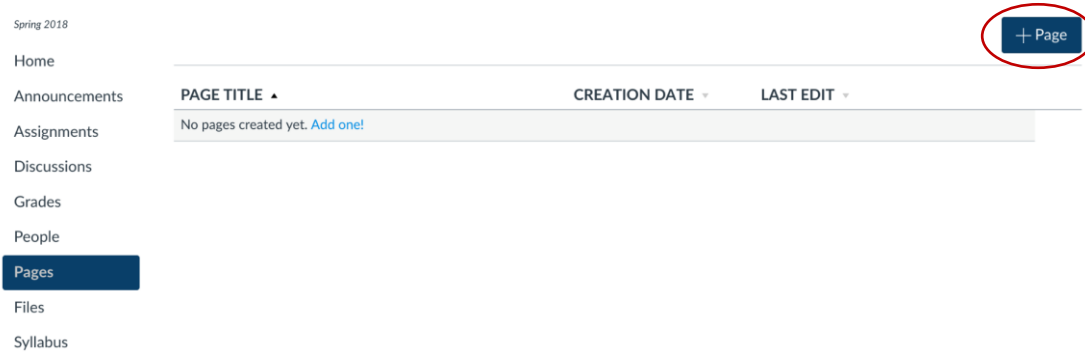 Spring 2018
+ Page
Home
Announcements
PAGE TITLE ▲ CREATION DATE ▼ LAST EDIT ▼
No pages created yet. Add one!
Assignments
Discussions
Grades
People
Pages
Files
Syllabus